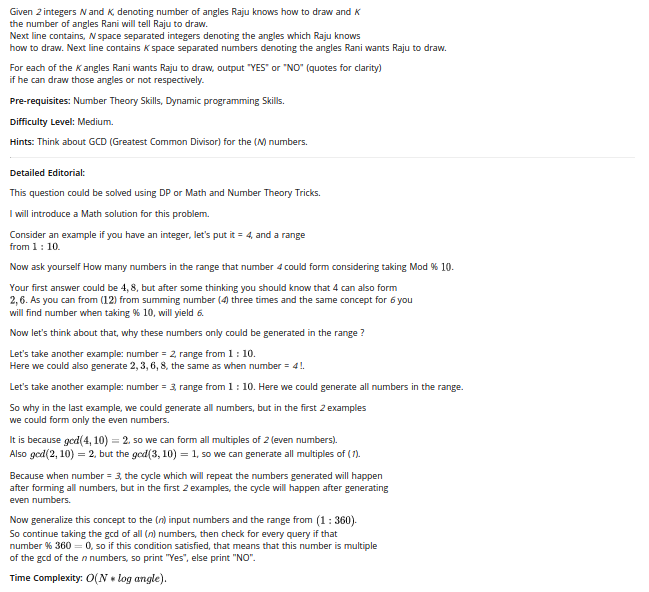 Given 2 integers N and K, denoting number of angles Raju knows how to draw and K
the number of angles Rani will tell Raju to draw.
Next line contains, N space separated integers denoting the angles which Raju knows
how to draw. Next line contains K space separated numbers denoting the angles Rani wants Raju to draw.
For each of the K angles Rani wants Raju to draw, output "YES" or "NO" (quotes for clarity)
if he can draw those angles or not respectively.
Pre-requisites: Number Theory Skills, Dynamic programming Skills.
Difficulty Level: Medium.
Hints: Think about GCD (Greatest Common Divisor) for the (N) numbers.
Detailed Editorial:
This question could be solved using DP or Math and Number Theory Tricks.
I will introduce a Math solution for this problem.
Consider an example if you have an integer, let's put it = 4, and a range
from 1 : 10.
Now ask yourself How many numbers in the range that number 4 could form considering taking Mod % 10.
Your first answer could be 4, 8, but after some thinking you should know that 4 can also form
2, 6. As you can from (12) from summing number (4) three times and the same concept for 6 you
will find number when taking % 10, will yield 6.
Now let's think about that, why these numbers only could be generated in the range ?
Let's take another example: number = 2, range from 1 : 10.
Here we could also generate 2, 3, 6, 8, the same as when number = 4 !.
Let's take another example: number = 3, range from 1 : 10. Here we could generate all numbers in the range.
So why in the last example, we could generate all numbers, but in the first 2 examples
we could form only the even numbers.
It is because gcd(4, 10) = 2, so we can form all multiples of 2 (even numbers).
Also gcd(2, 10) = 2, but the gcd(3, 10) = 1, so we can generate all multiples of (1).
Because when number = 3, the cycle which will repeat the numbers generated will happen
after forming all numbers, but in the first 2 examples, the cycle will happen after generating
even numbers.
Now generalize this concept to the (n) input numbers and the range from (1 : 360).
So continue taking the gcd of all (n) numbers, then check for every query if that
number % 360 = 0, so if this condition satisfied, that means that this number is multiple
of the gcd of the n numbers, so print "Yes", else print "NO".
Time Complexity: O(N * log angle).